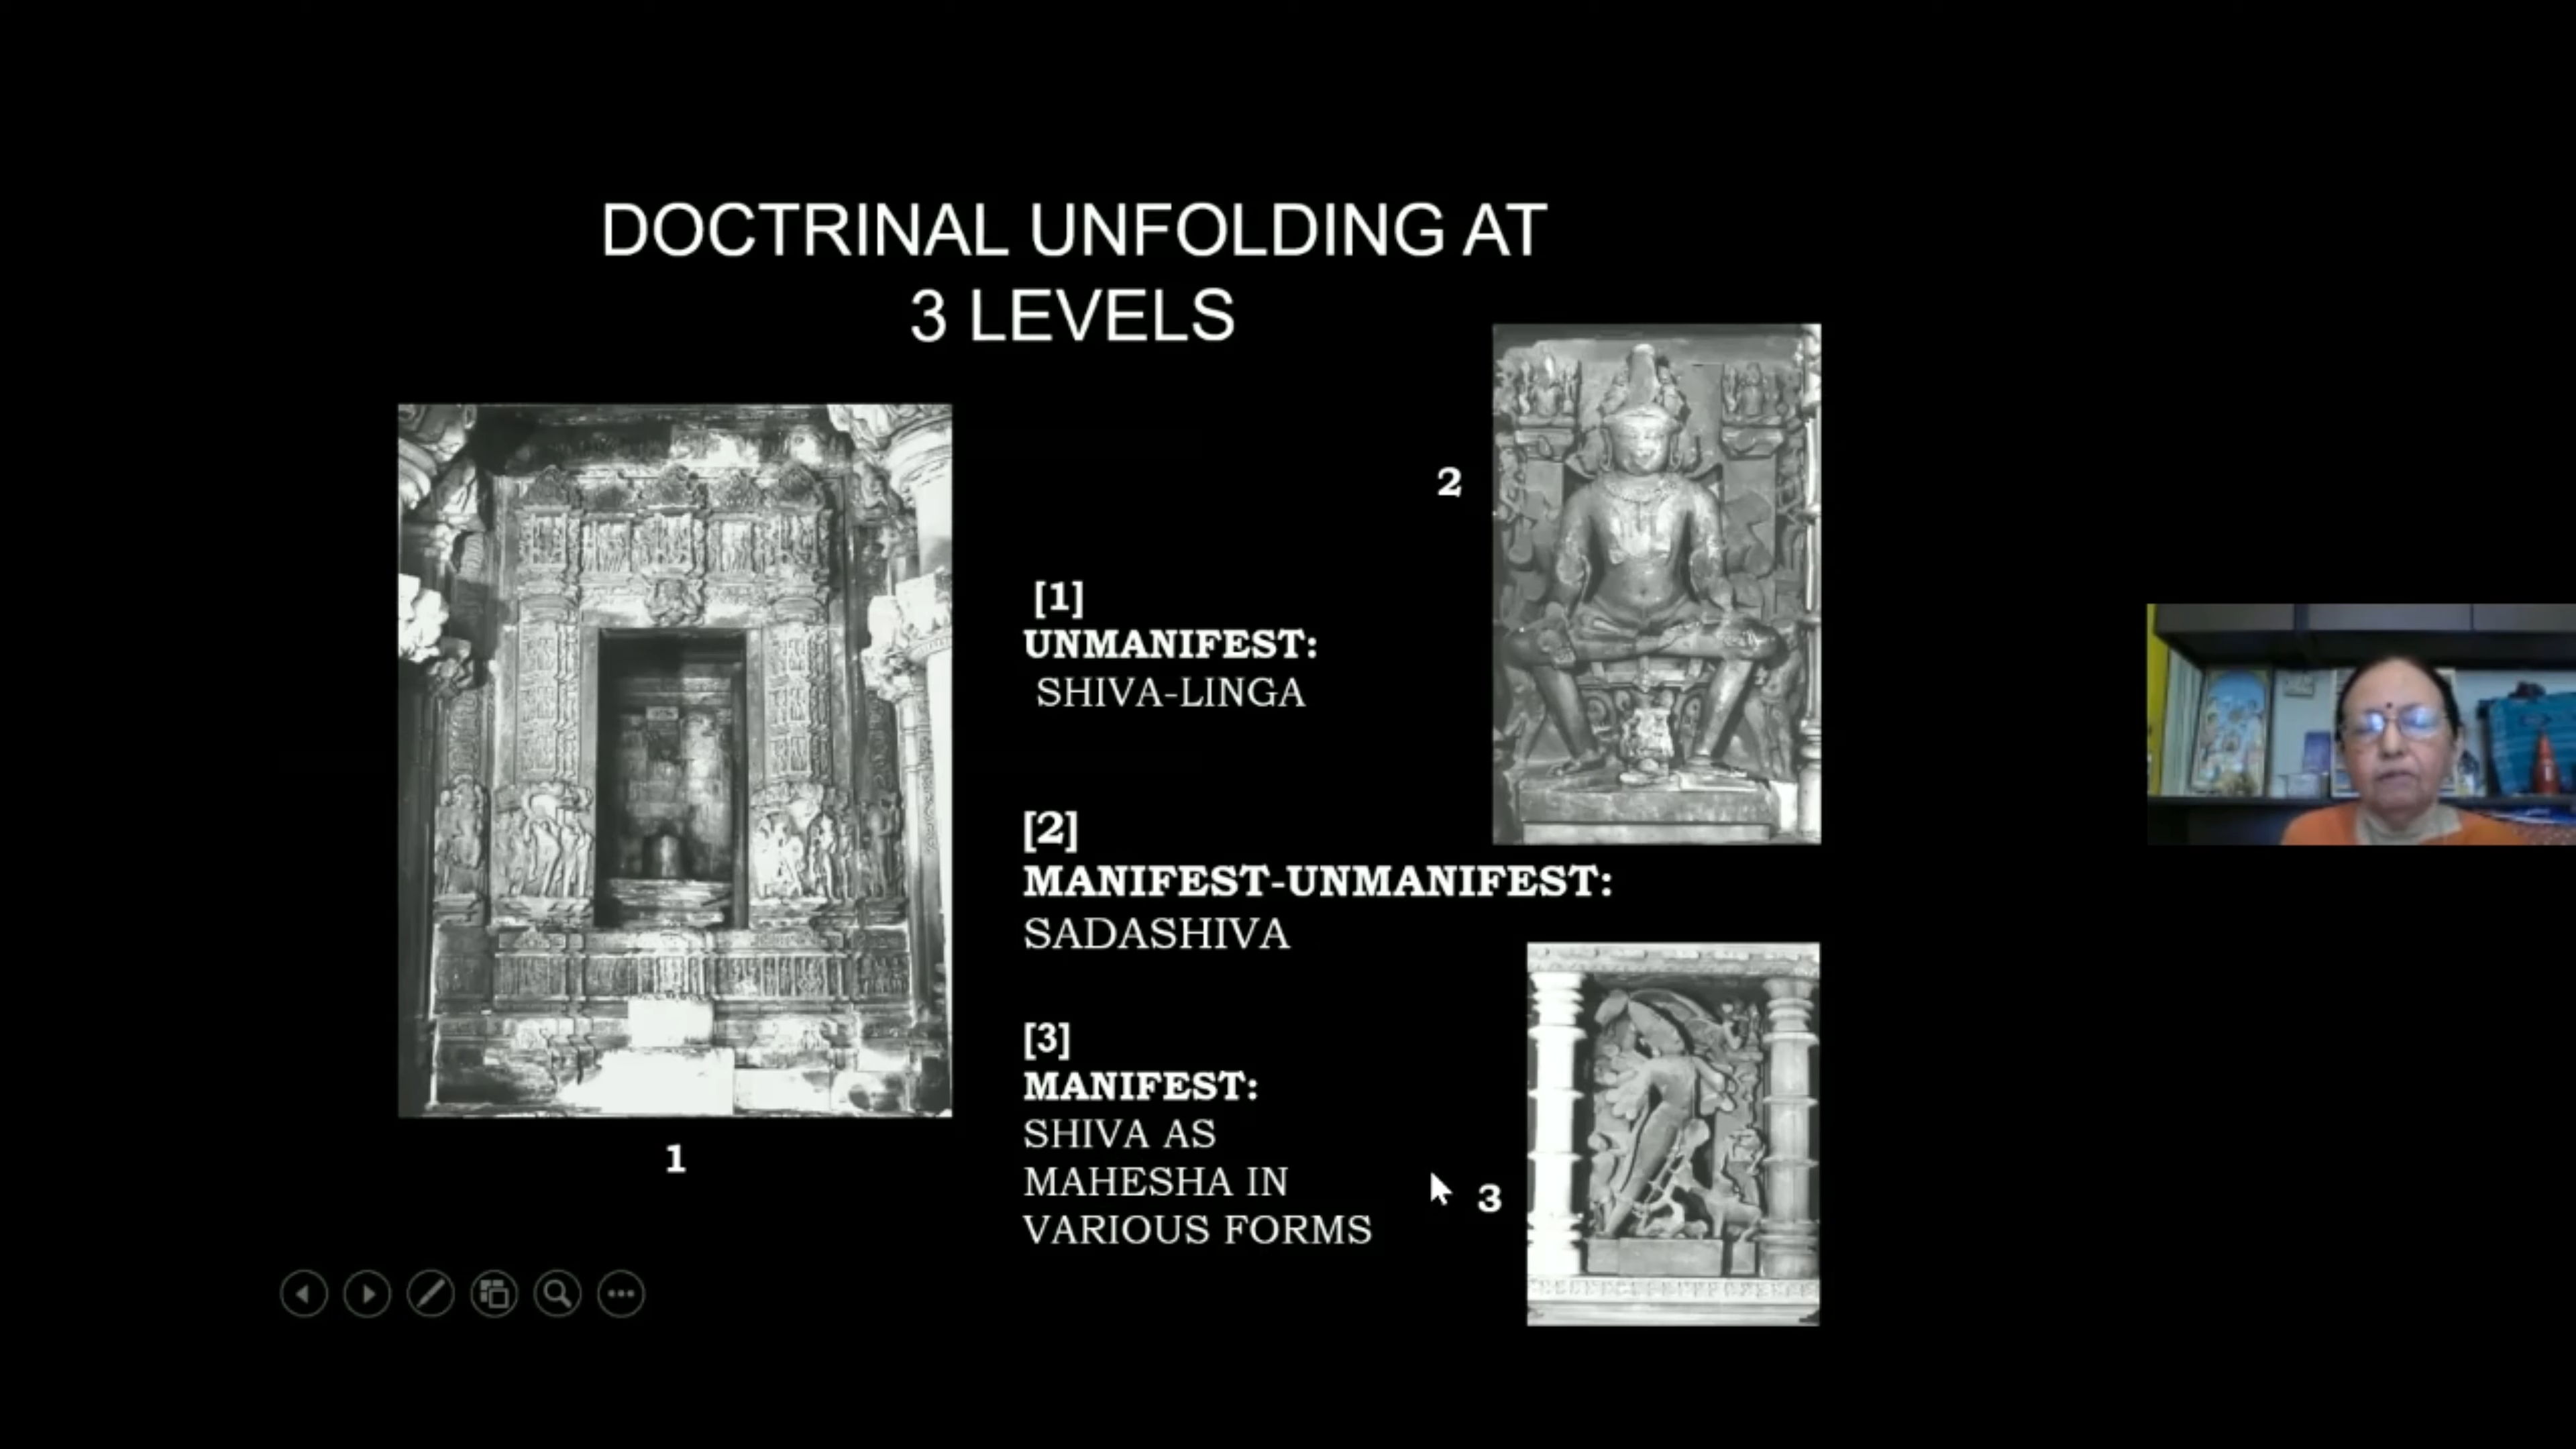 DOCTRINAL UNFOLDING AT
3 LEVELS
2
[1]
UNMANIFEST:
SHIVA-LINGA
[2]
MANIFEST-UNMANIFEST:
SADASHIVA
[3]
MANIFEST:
SHIVA AS
MAHESHA IN
VARIOUS FORMS
1
3